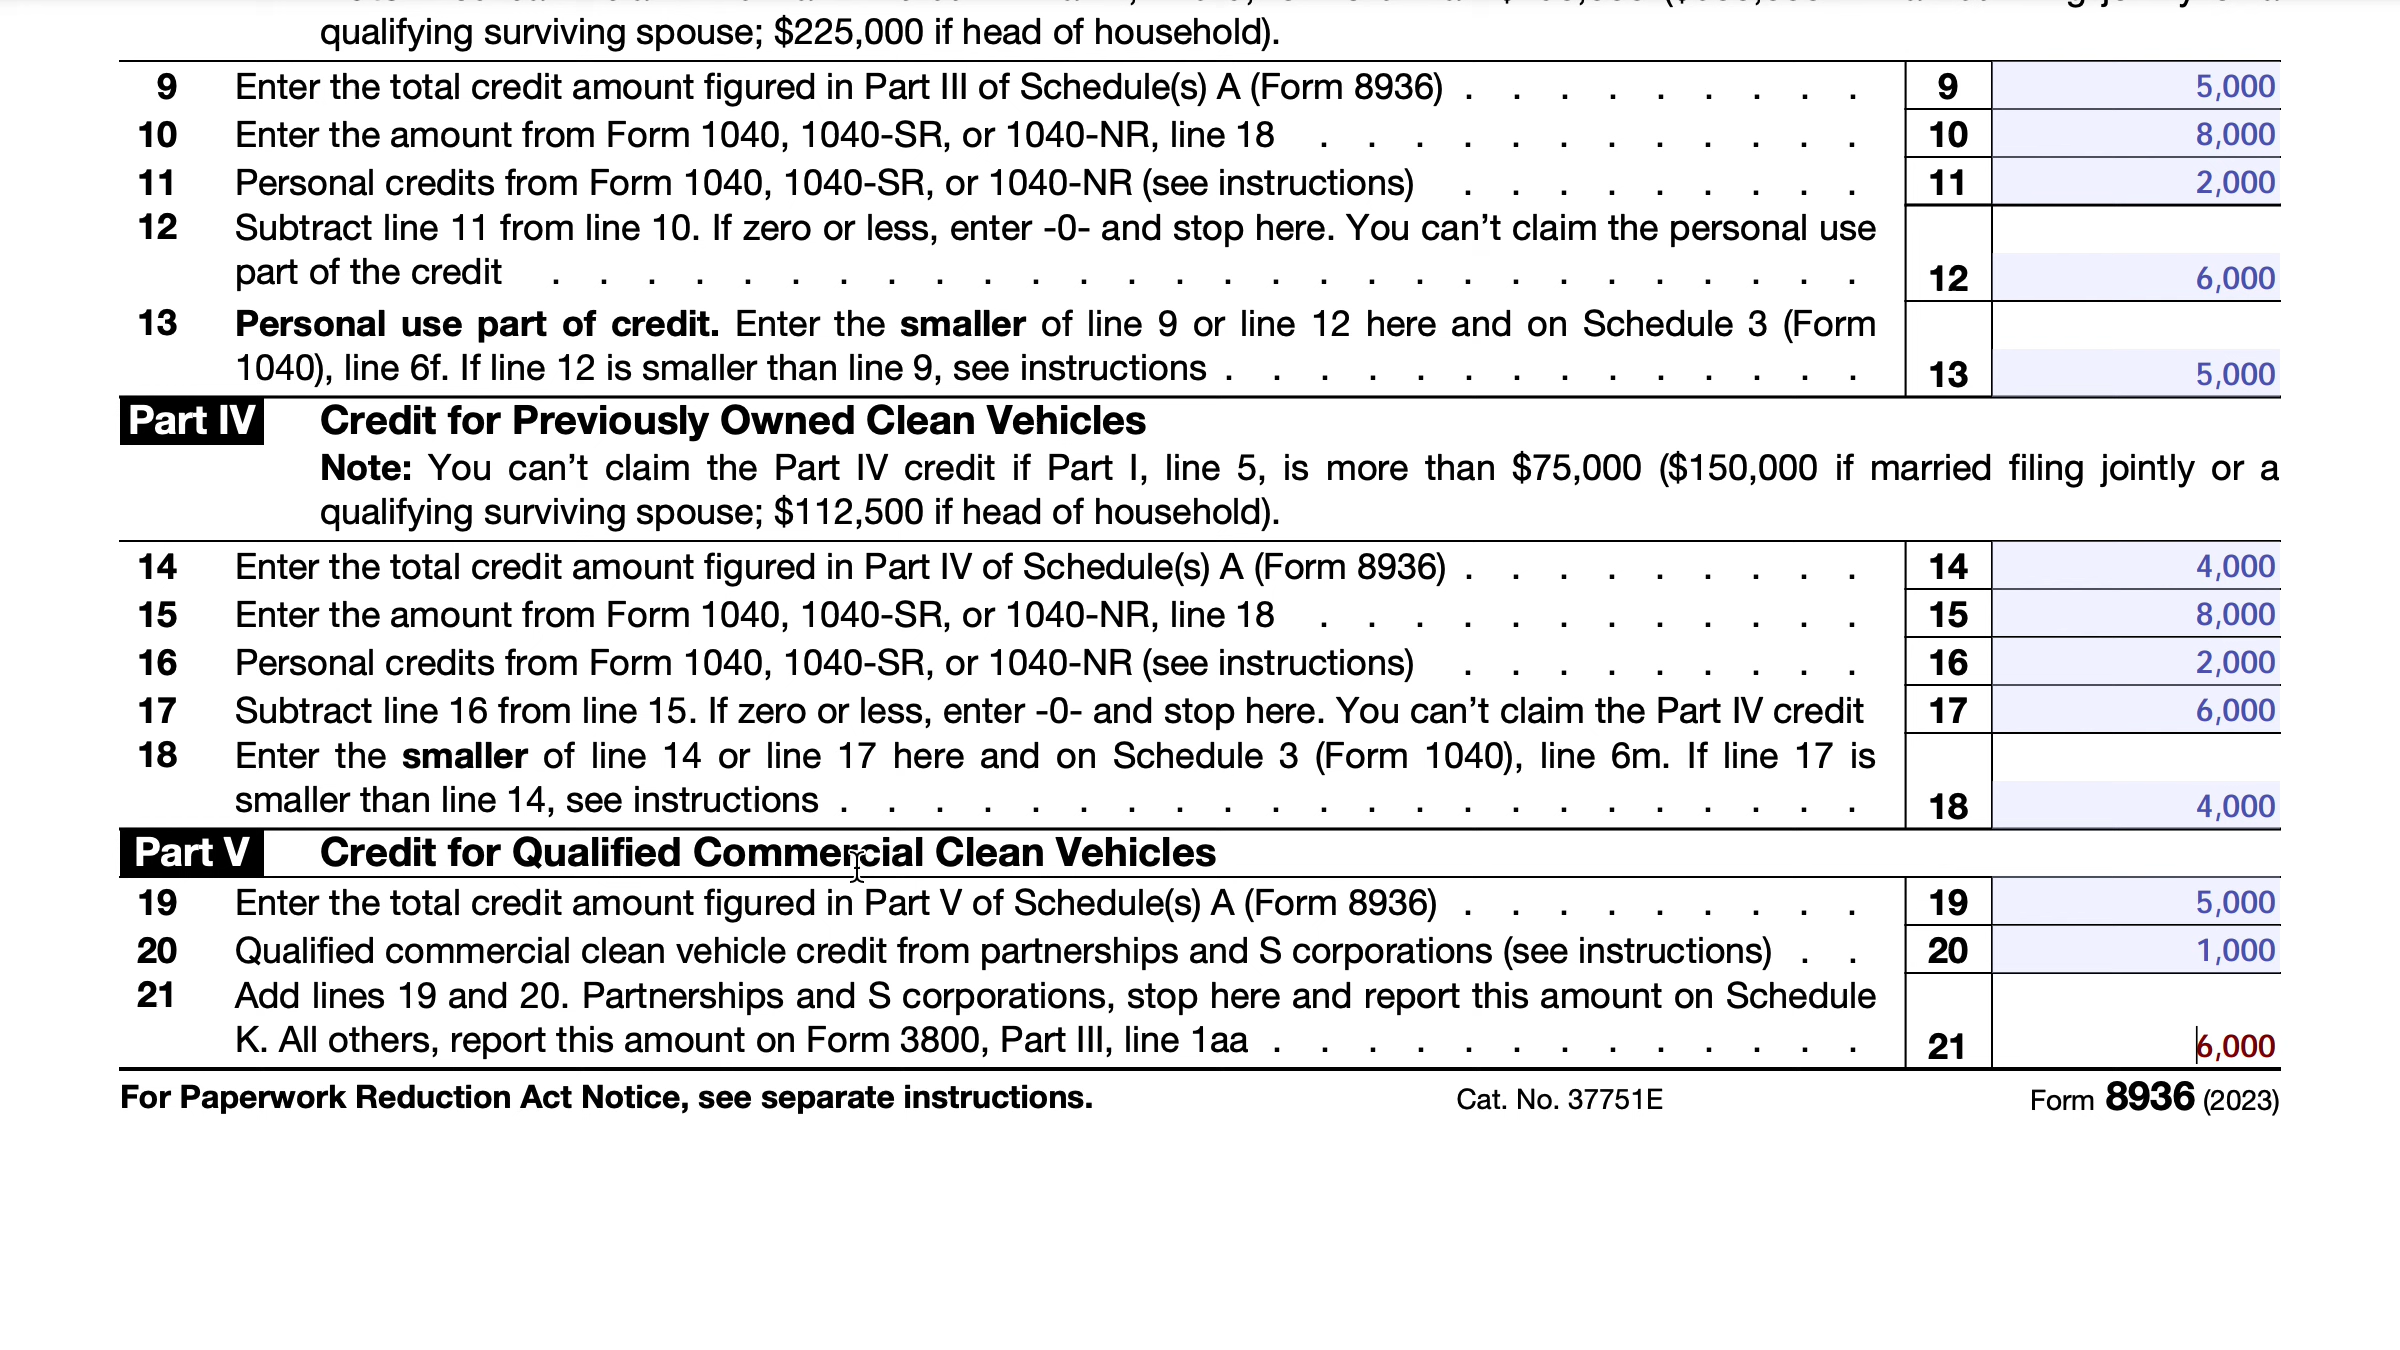 qualifying surviving spouse; $225,000 if head of household).
9 Enter the total credit amount figured in Part III of Schedule(s) A (Form 8936) . . . . . . . . . 9 5,000
10 Enter the amount from Form 1040, 1040-SR, or 1040-NR, line 18 . . . . . . . . . . . . 10 8,000
11 Personal credits from Form 1040, 1040-SR, or 1040-NR (see instructions) . . . . . . . . . 11 2,000
12 Subtract line 11 from line 10. If zero or less, enter -0- and stop here. You can’t claim the personal use
part of the credit . . . . . . . . . . . . . . . . . . . . . . . . . . . . 12 6,000
13 Personal use part of credit. Enter the smaller of line 9 or line 12 here and on Schedule 3 (Form
1040), line 6f. If line 12 is smaller than line 9, see instructions . . . . . . . . . . . . . . 13 5,000
Part IV Credit for Previously Owned Clean Vehicles
Note: You can’t claim the Part IV credit if Part I, line 5, is more than $75,000 ($150,000 if married filing jointly or a
qualifying surviving spouse; $112,500 if head of household).
14 Enter the total credit amount figured in Part IV of Schedule(s) A (Form 8936) . . . . . . . . . 14 4,000
15 Enter the amount from Form 1040, 1040-SR, or 1040-NR, line 18 . . . . . . . . . . . . 15 8,000
16 Personal credits from Form 1040, 1040-SR, or 1040-NR (see instructions) . . . . . . . . . 16 2,000
17 Subtract line 16 from line 15. If zero or less, enter -0- and stop here. You can’t claim the Part IV credit 17 6,000
18 Enter the smaller of line 14 or line 17 here and on Schedule 3 (Form 1040), line 6m. If line 17 is
smaller than line 14, see instructions . . . . . . . . . . . . . . . . . . . . . . 18 4,000
Part V Credit for Qualified Commercial Clean Vehicles
19 Enter the total credit amount figured in Part V of Schedule(s) A (Form 8936) . . . . . . . . . 19 5,000
20 Qualified commercial clean vehicle credit from partnerships and S corporations (see instructions) . . 20 1,000
21 Add lines 19 and 20. Partnerships and S corporations, stop here and report this amount on Schedule
K. All others, report this amount on Form 3800, Part III, line 1aa . . . . . . . . . . . . . 21 6,000
For Paperwork Reduction Act Notice, see separate instructions. Cat. No. 37751E Form 8936 (2023)